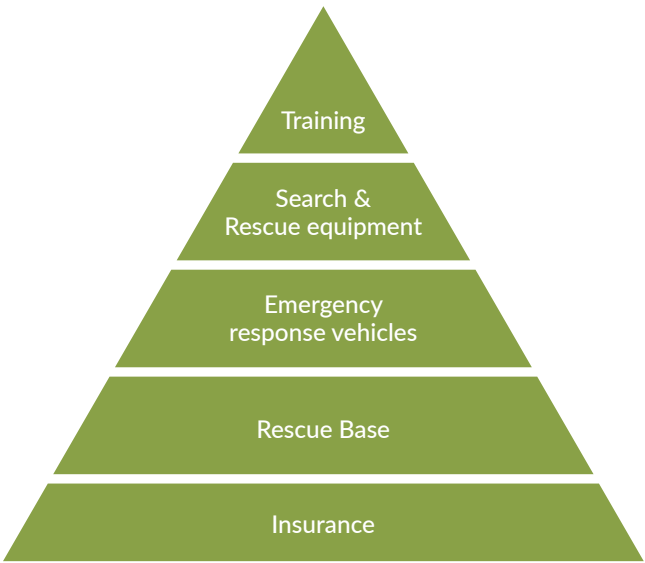 Training
Search &
Rescue equipment
Emergency
response vehicles
Rescue Base
Insurance